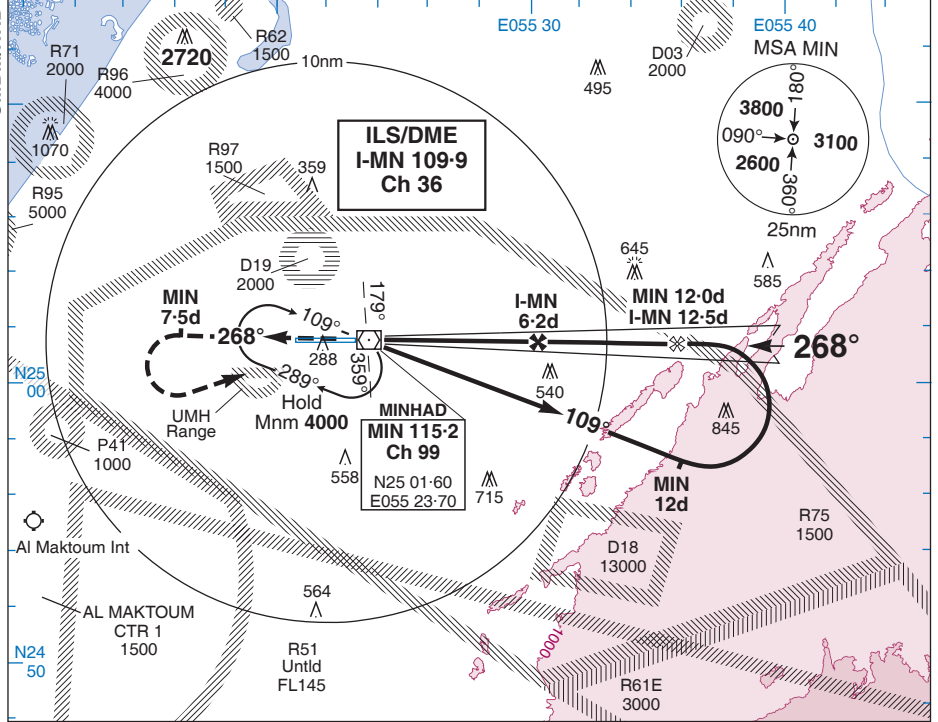 E055 30
E055 40
R71
2000
R96
4000
2720
R62
1500
10nm
D03
2000
495
MSA MIN
180°
3800
090°
3100
2600
360°
25nm
1070
R95
5000
R97
1500
359
ILS/DME
I-MN 109·9
Ch 36
D19
2000
645
585
MIN
7·5d
179°
109°
268°
I-MN
6·2d
MIN 12·0d
I-MN 12·5d
268°
288
359°
289°
Hold
Mnm 4000
N25
00
UMH
Range
540
109°
845
MINHAD
MIN 115·2
Ch 99
N25 01·60
E055 23·70
P41
1000
558
715
MIN
12d
R75
1500
Al Maktoum Int
D18
13000
AL MAKTOUM
CTR 1
1500
564
R51
Untld
FL145
1000
N24
50
R61E
3000